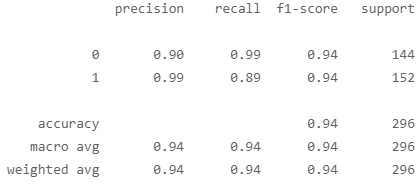 precision recall f1-score support
0 0.90 0.99 0.94 144
1 0.99 0.89 0.94 152
accuracy 0.94 296
macro avg 0.94 0.94 0.94 296
weighted avg 0.94 0.94 0.94 296